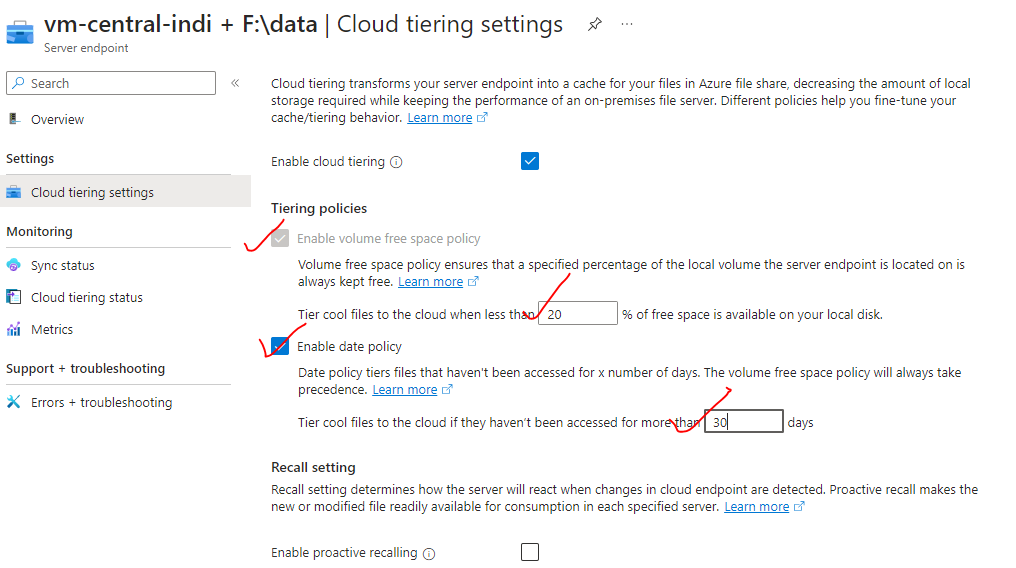 vm-central-indi + F:\data | Cloud tiering settings
Server endpoint
Search
Overview
Settings
Cloud tiering settings
Monitoring
Sync status
Cloud tiering status
Metrics
Support + troubleshooting
Errors + troubleshooting
Cloud tiering transforms your server endpoint into a cache for your files in Azure file share, decreasing the amount of local
storage required while keeping the performance of an on-premises file server. Different policies help you fine-tune your
cache/tiering behavior. Learn more
Enable cloud tiering
Tiering policies
Enable volume free space policy
Volume free space policy ensures that a specified percentage of the local volume the server endpoint is located on is
always kept free. Learn more
Tier cool files to the cloud when less than 20 % of free space is available on your local disk.
Enable date policy
Date policy tiers files that haven't been accessed for x number of days. The volume free space policy will always take
precedence. Learn more
Tier cool files to the cloud if they haven't been accessed for more than 30 days
Recall setting
Recall setting determines how the server will react when changes in cloud endpoint are detected. Proactive recall makes the
new or modified file readily available for consumption in each specified server. Learn more
Enable proactive recalling